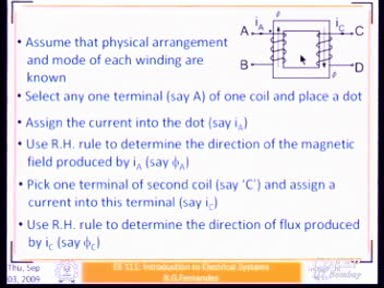 A i_A ϕ i_C C
B D
ϕ
• Assume that physical arrangement
and mode of each winding are
known
• Select any one terminal (say A) of one coil and place a dot
• Assign the current into the dot (say i_A)
• Use R.H. rule to determine the direction of the magnetic
field produced by i_A (say ϕ_A)
• Pick one terminal of second coil (say 'C') and assign a
current into this terminal (say i_C)
• Use R.H. rule to determine the direction of flux produced
by i_C (say ϕ_C)
Thu, Sep
03, 2009
EE 111: Introduction to Electrical Systems
B.G.Fernandes
Bombay